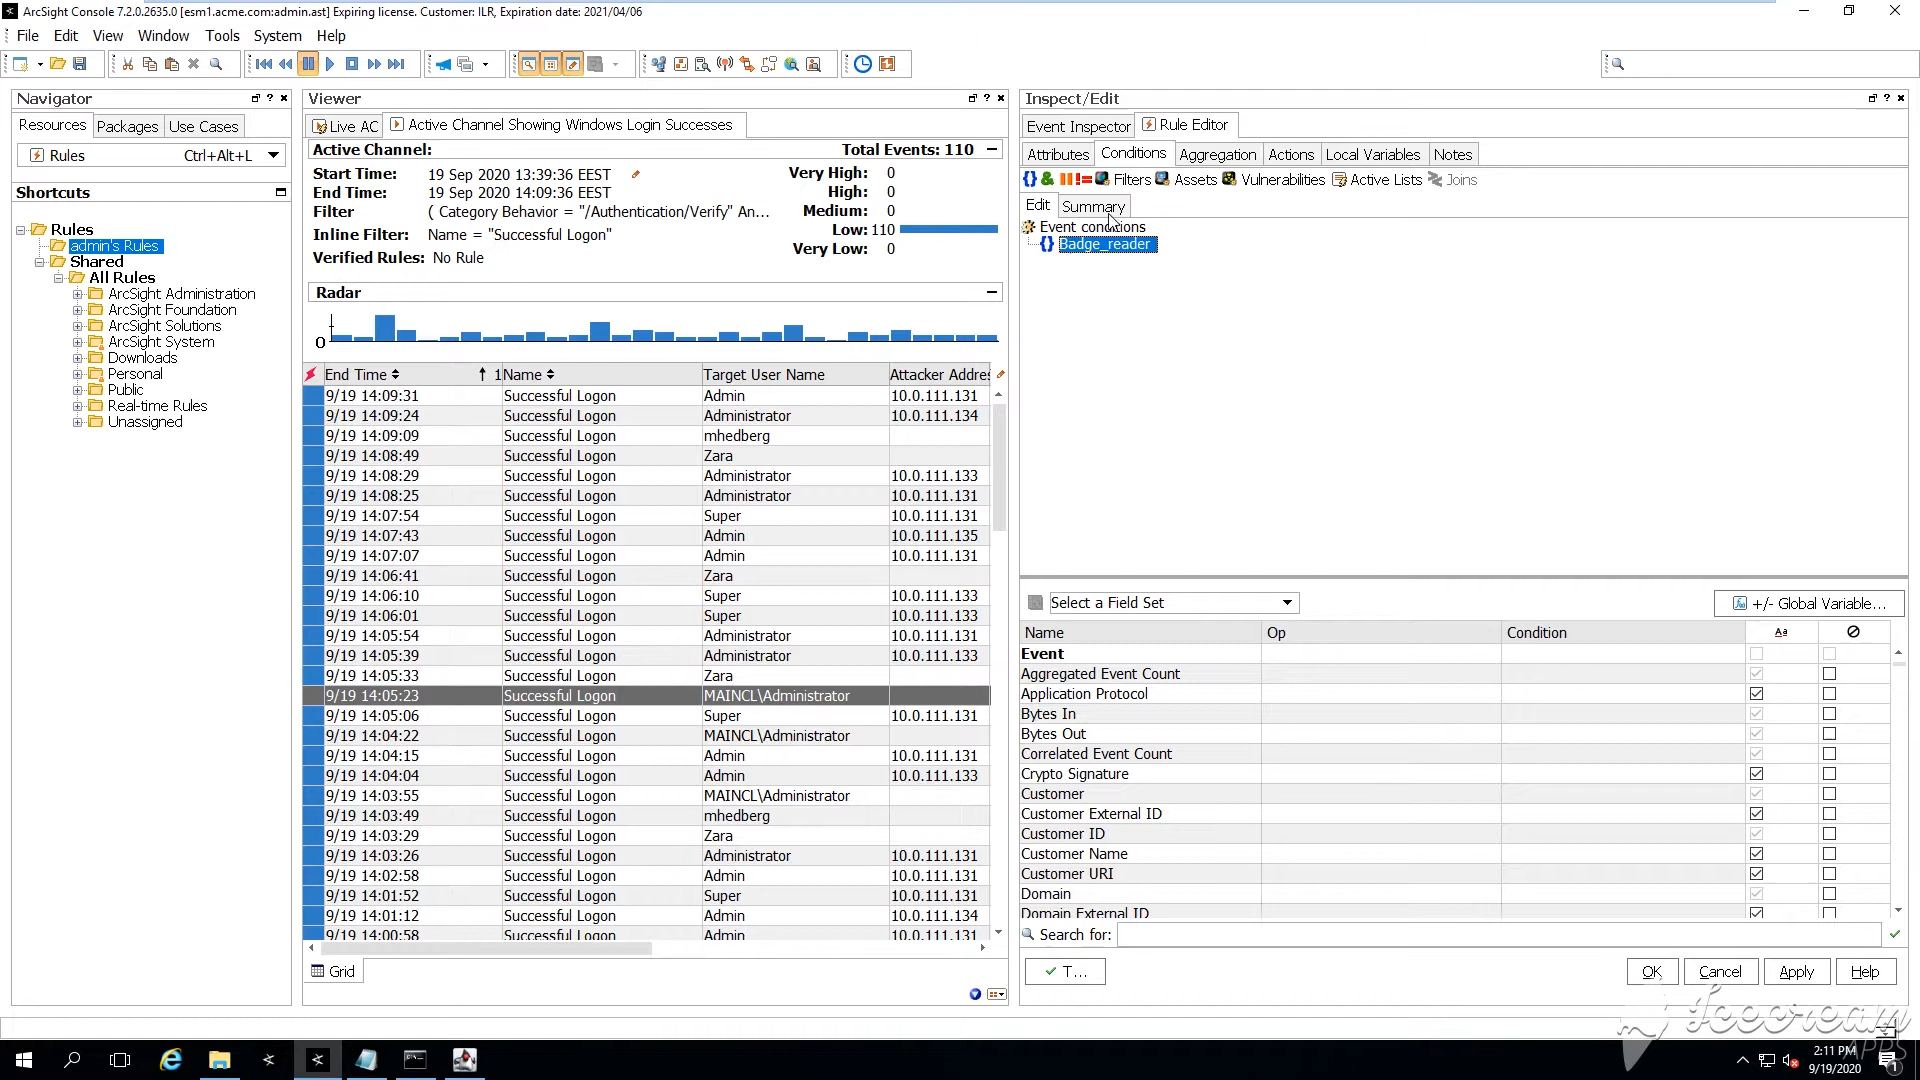 ArcSight Console 7.2.0.2635.0 [esm1.acme.com:admin.ast] Expiring license. Customer: ILR, Expiration date: 2021/04/06
File Edit View Window Tools System Help
Navigator
Resources Packages Use Cases
Rules Ctrl+Alt+L
Shortcuts
Rules
admin's Rules
Shared
All Rules
ArcSight Administration
ArcSight Foundation
ArcSight Solutions
ArcSight System
Downloads
Personal
Public
Real-time Rules
Unassigned
Viewer
Live AC Active Channel Showing Windows Login Successes
Active Channel: Total Events: 110
Start Time: 19 Sep 2020 13:39:36 EEST Very High: 0
End Time: 19 Sep 2020 14:09:36 EEST High: 0
Filter ( Category Behavior = "/Authentication/Verify" An... Medium: 0
Inline Filter: Name = "Successful Logon" Low: 110
Verified Rules: No Rule Very Low: 0
Radar
0
End Time 1 Name Target User Name Attacker Addres
9/19 14:09:31 Successful Logon Admin 10.0.111.131
9/19 14:09:24 Successful Logon Administrator 10.0.111.134
9/19 14:09:09 Successful Logon mhedberg
9/19 14:08:49 Successful Logon Zara
9/19 14:08:29 Successful Logon Administrator 10.0.111.133
9/19 14:08:25 Successful Logon Administrator 10.0.111.131
9/19 14:07:54 Successful Logon Super 10.0.111.131
9/19 14:07:43 Successful Logon Admin 10.0.111.135
9/19 14:07:07 Successful Logon Admin 10.0.111.131
9/19 14:06:41 Successful Logon Zara
9/19 14:06:10 Successful Logon Super 10.0.111.133
9/19 14:06:01 Successful Logon Super 10.0.111.133
9/19 14:05:54 Successful Logon Administrator 10.0.111.131
9/19 14:05:39 Successful Logon Administrator 10.0.111.133
9/19 14:05:33 Successful Logon Zara
9/19 14:05:23 Successful Logon MAINCL\Administrator
9/19 14:05:06 Successful Logon Super 10.0.111.131
9/19 14:04:22 Successful Logon MAINCL\Administrator
9/19 14:04:15 Successful Logon Admin 10.0.111.131
9/19 14:04:04 Successful Logon Admin 10.0.111.133
9/19 14:03:55 Successful Logon MAINCL\Administrator
9/19 14:03:49 Successful Logon mhedberg
9/19 14:03:29 Successful Logon Zara
9/19 14:03:26 Successful Logon Administrator 10.0.111.131
9/19 14:02:58 Successful Logon Admin 10.0.111.131
9/19 14:01:52 Successful Logon Super 10.0.111.131
9/19 14:01:12 Successful Logon Admin 10.0.111.134
9/19 14:00:58 Successful Logon Admin 10.0.111.131
Grid
Inspect/Edit
Event Inspector Rule Editor
Attributes Conditions Aggregation Actions Local Variables Notes
Filters Assets Vulnerabilities Active Lists Joins
Edit Summary
Event conditions
Badge_reader
Select a Field Set +/- Global Variable...
Name Op Condition Aa
Event
Aggregated Event Count
Application Protocol
Bytes In
Bytes Out
Correlated Event Count
Crypto Signature
Customer
Customer External ID
Customer ID
Customer Name
Customer URI
Domain
Domain External ID
Search for:
T... OK Cancel Apply Help
Icecream
APPS
2:11 PM
9/19/2020
1